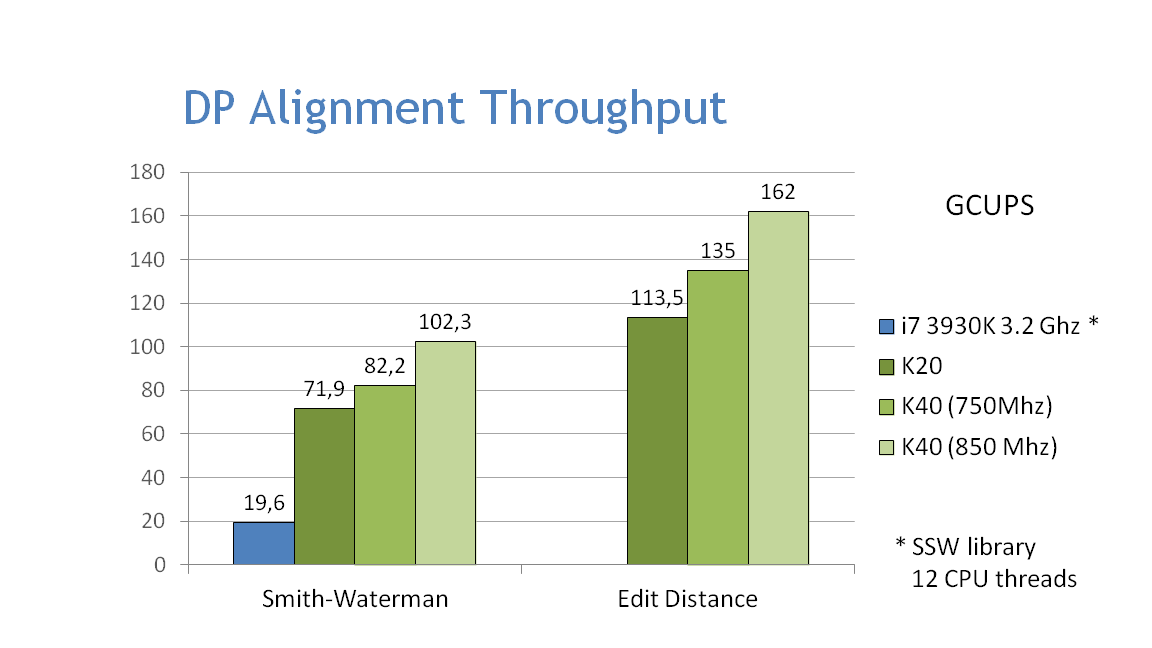 DP Alignment Throughput
GCUPS
180
160
140
120
100
80
60
40
20
0
19,6
71,9
82,2
102,3
113,5
135
162
Smith-Waterman
Edit Distance
i7 3930K 3.2 Ghz *
K20
K40 (750Mhz)
K40 (850 Mhz)
* SSW library
12 CPU threads